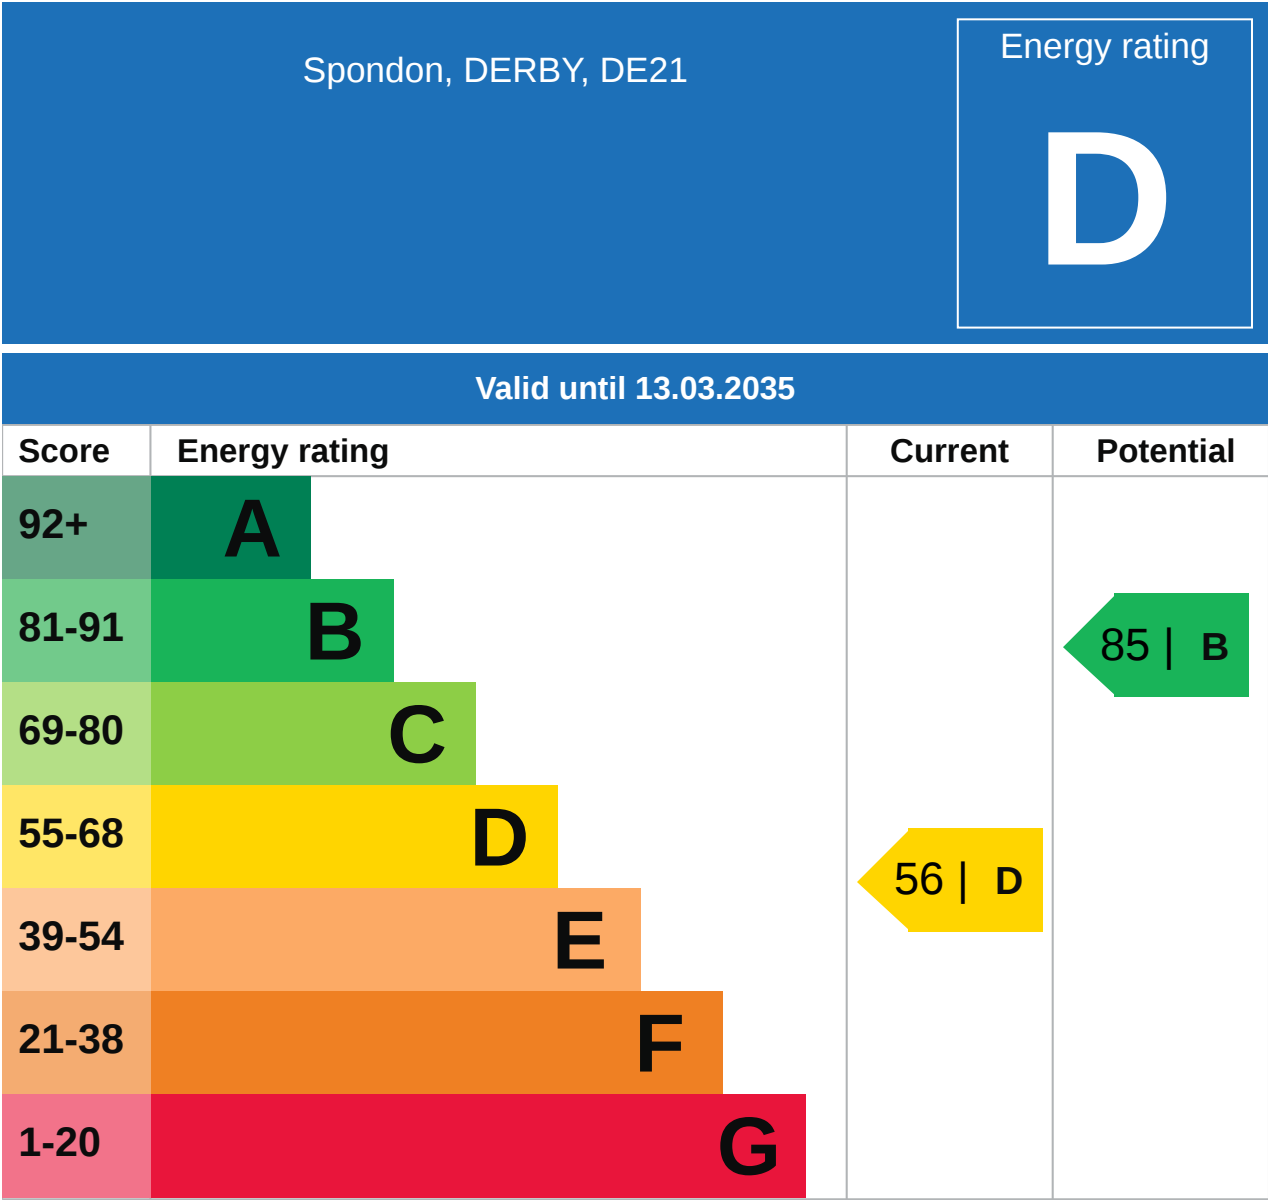 Spondon, DERBY, DE21
Energy rating
D
Valid until 13.03.2035
Score Energy rating Current Potential
92+ A
81-91 B
85 | B
69-80 C
55-68 D
56 | D
39-54 E
21-38 F
1-20 G